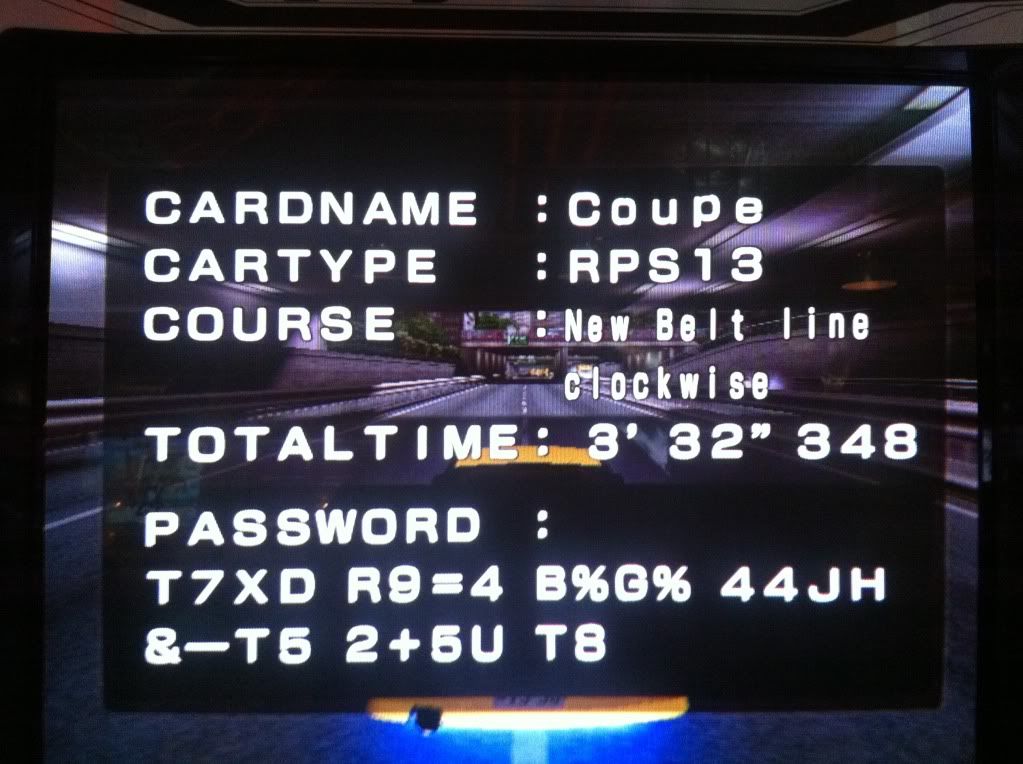 CARDNAME : Coupe
CARTYPE : RPS13
COURSE : New Belt line
clockwise
TOTALTIME: 3' 32" 348
PASSWORD :
T7XD R9=4 B%G% 44JH
&-T5 2+5U T8